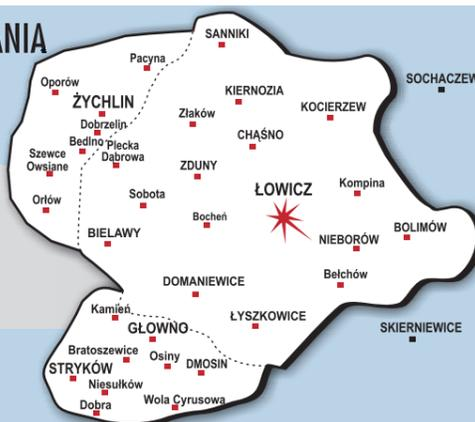 ANIA
SANNIKI
Pacyna
Oporów
SOCHACZEW
KIERNOZIA
ŻYCHLIN
KOCIERZEW
Złaków
Dobrzelin
CHĄŚNO
Bedlno
Plecka
Dąbrowa
Szewce
Owsiane
ZDUNY
ŁOWICZ
Kompina
Sobota
Orłów
Bocheń
BOLIMÓW
BIELAWY
NIEBORÓW
Bełchów
DOMANIEWICE
Kamień
ŁYSZKOWICE
GŁOWNO
SKIERNIEWICE
Bratoszewice
Osiny
DMOSIN
STRYKÓW
Niesułków
Dobra
Wola Cyrusowa